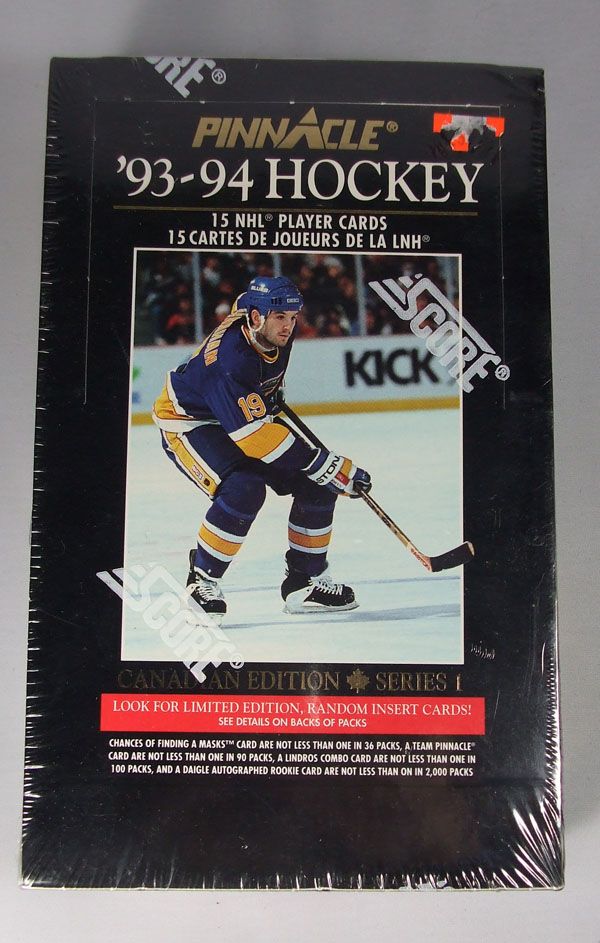 RE®
PINNACLE®
'93-94 HOCKEY
15 NHL® PLAYER CARDS
15 CARTES DE JOUEURS DE LA LNH®
SCORE®
BLUES
KICK
19
SCORE®
CANADIAN EDITION SERIES 1
LOOK FOR LIMITED EDITION, RANDOM INSERT CARDS!
SEE DETAILS ON BACKS OF PACKS
CHANCES OF FINDING A MASKS™ CARD ARE NOT LESS THAN ONE IN 36 PACKS, A TEAM PINNACLE®
CARD ARE NOT LESS THAN ONE IN 90 PACKS, A LINDROS COMBO CARD ARE NOT LESS THAN ONE IN
100 PACKS, AND A DAIGLE AUTOGRAPHED ROOKIE CARD ARE NOT LESS THAN ON IN 2,000 PACKS